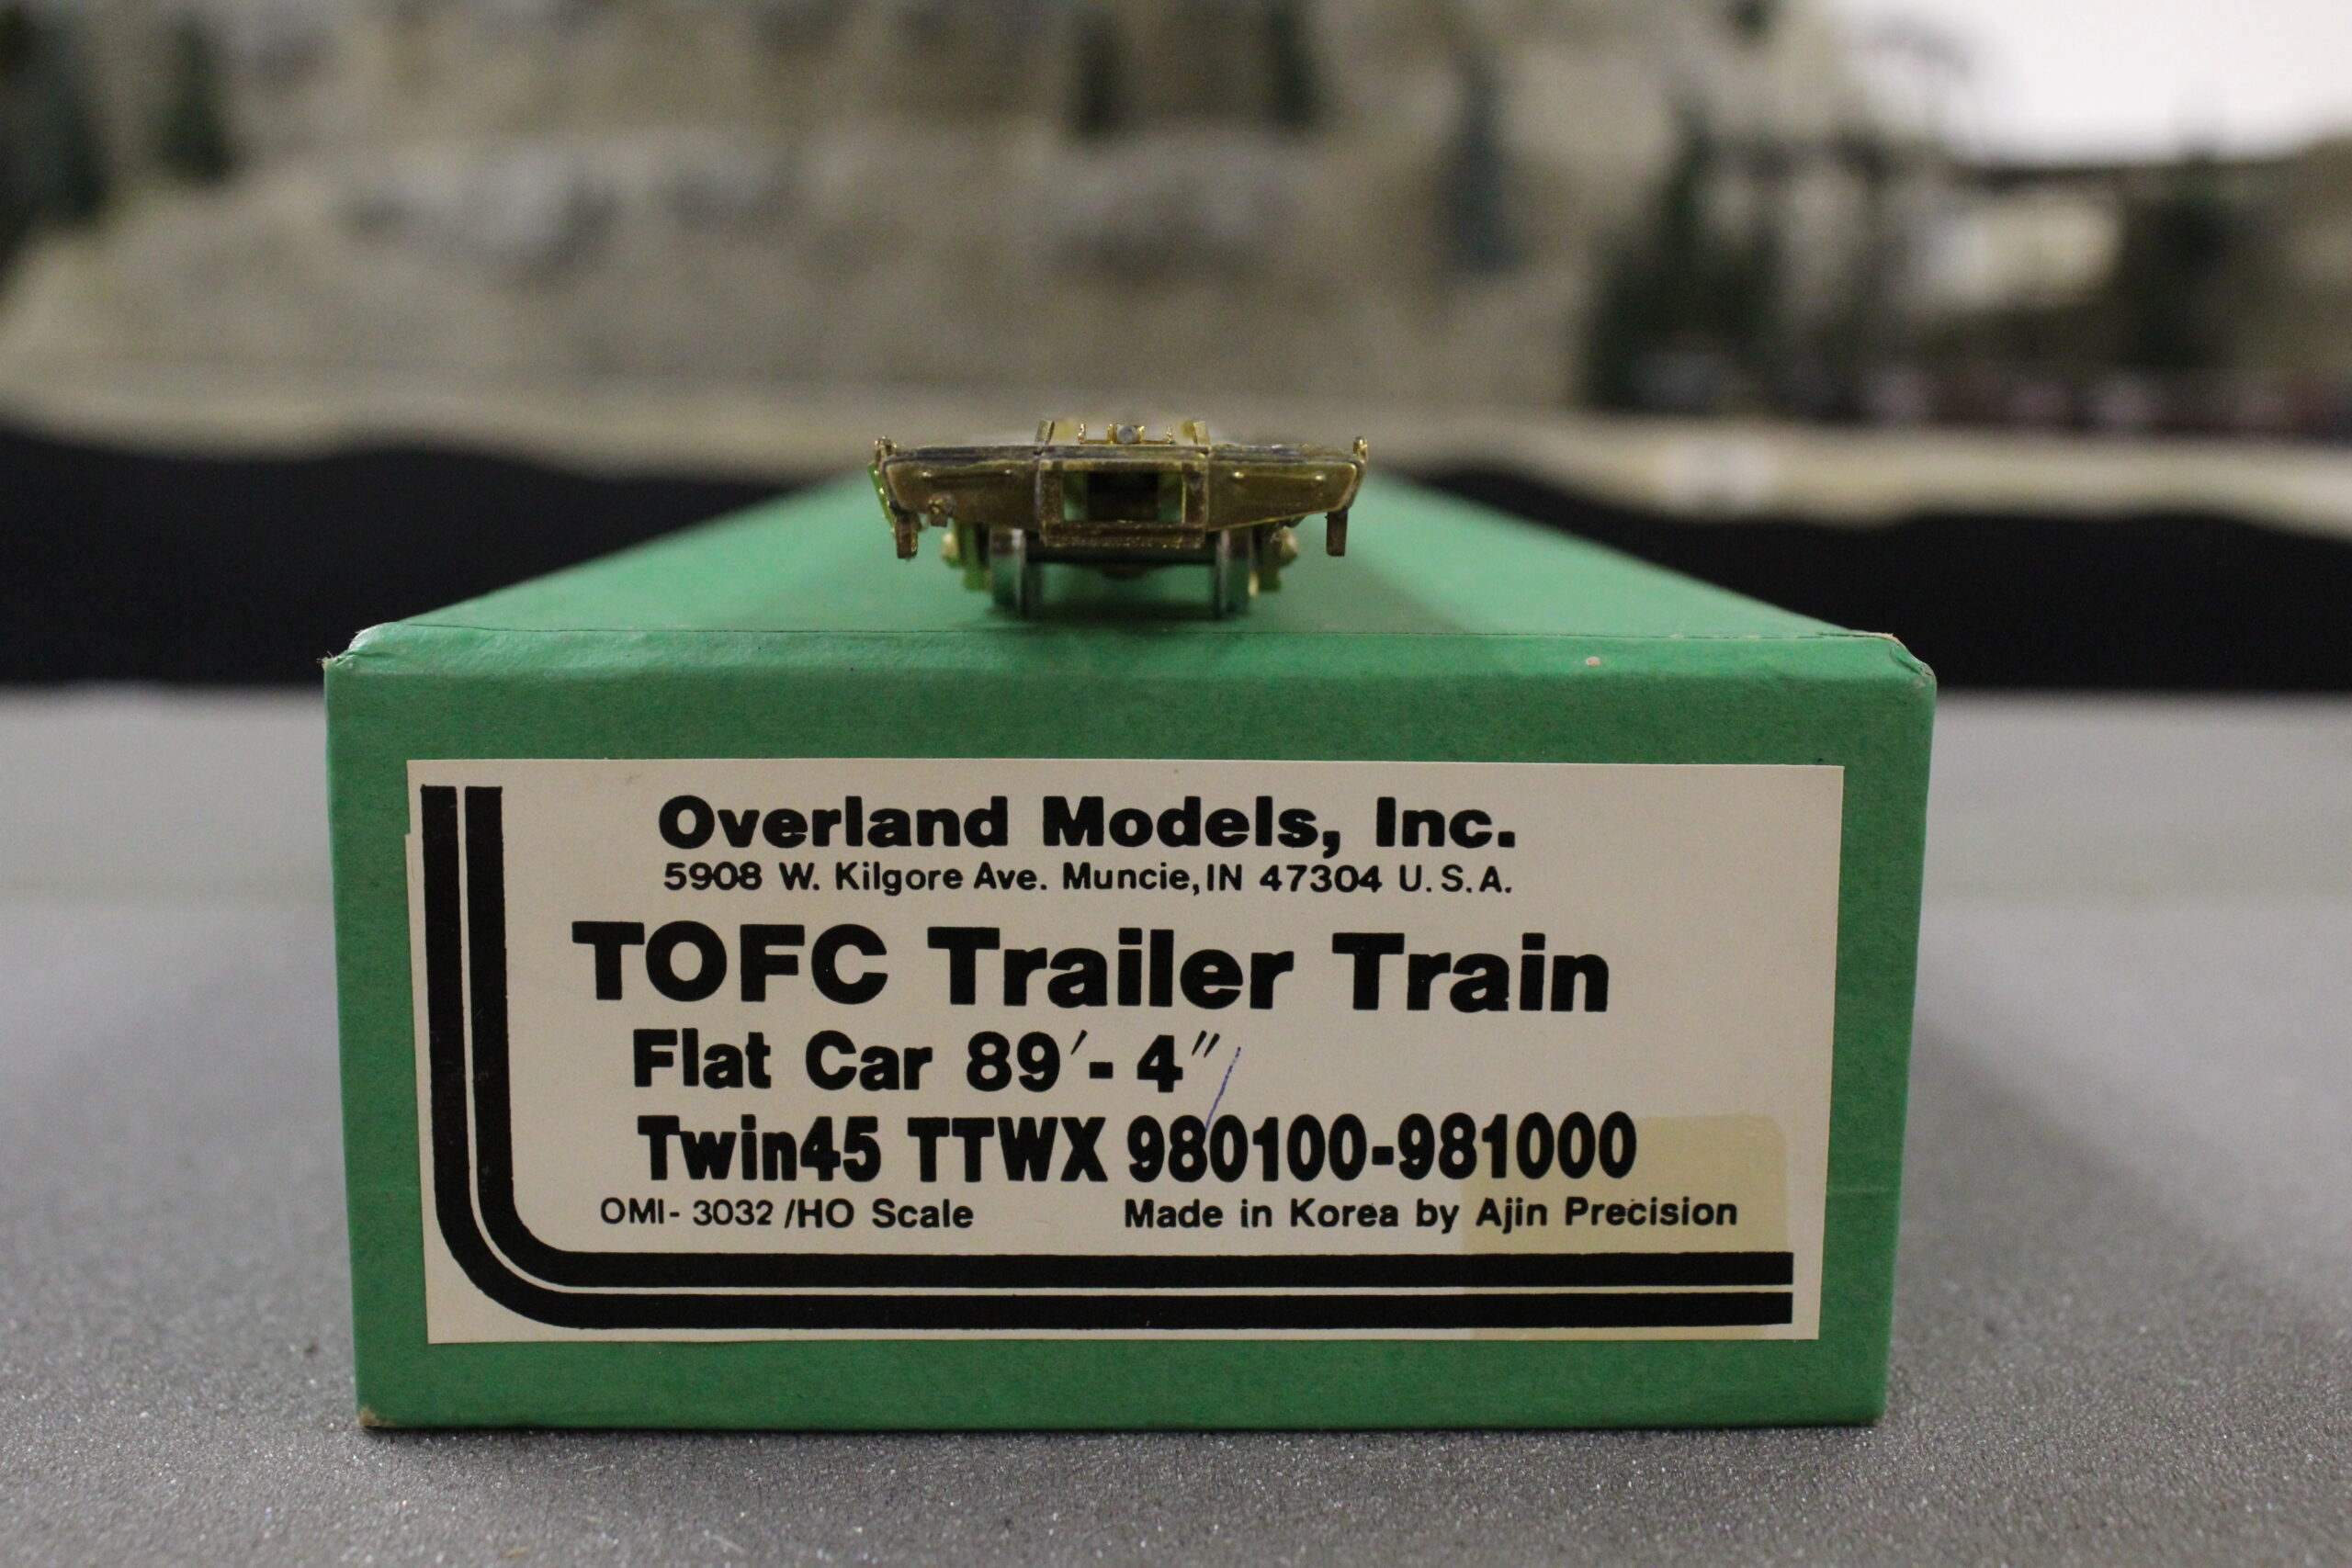 Overland Models, Inc.
5908 W. Kilgore Ave. Muncie, IN 47304 U.S.A.
TOFC Trailer Train
Flat Car 89′-4″
Twin45 TTWX 980100-981000
OMI-3032/HO Scale Made in Korea by Ajin Precision